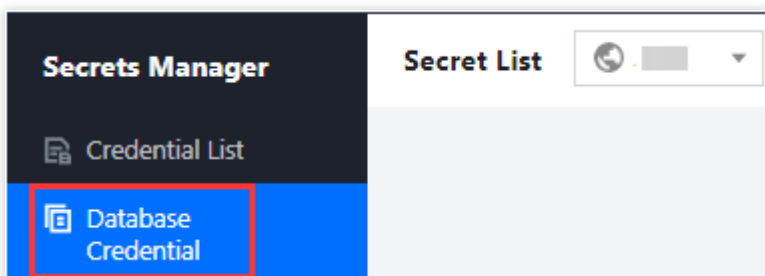 Secrets Manager
Secret List
Credential List
Database
Credential